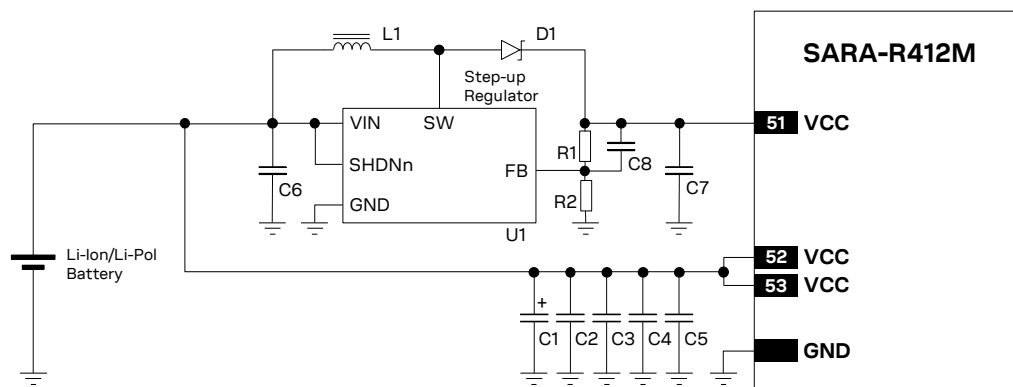 L1
D1
SARA-R412M
Step-up
Regulator
VIN
SW
51 VCC
R1
C8
SHDNn
FB
C6
C7
R2
GND
U1
Li-Ion/Li-Pol
Battery
52 VCC
53 VCC
+
C1
C2
C3
C4
C5
GND